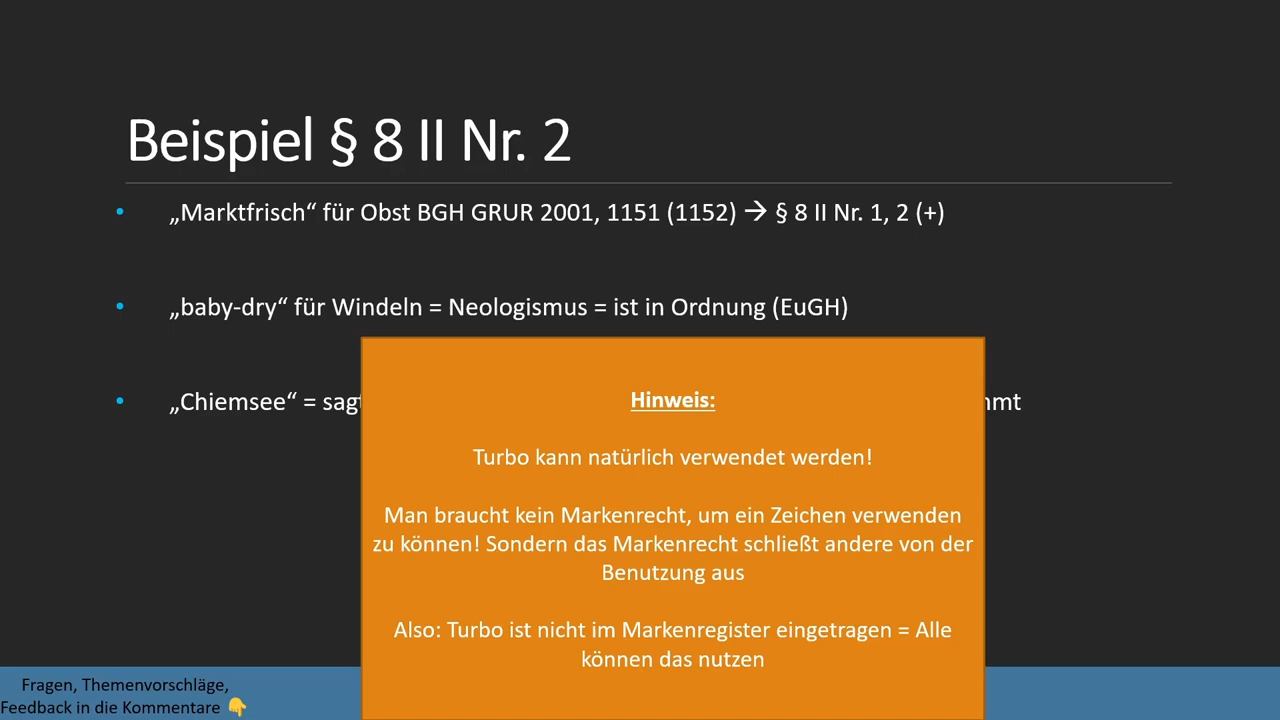 Beispiel § 8 II Nr. 2
• „Marktfrisch“ für Obst BGH GRUR 2001, 1151 (1152) → § 8 II Nr. 1, 2 (+)
• „baby-dry“ für Windeln = Neologismus = ist in Ordnung (EuGH)
• „Chiemsee“ =
Hinweis:
Turbo kann natürlich verwendet werden!
Man braucht kein Markenrecht, um ein Zeichen verwenden
zu können! Sondern das Markenrecht schließt andere von der
Benutzung aus
Also: Turbo ist nicht im Markenregister eingetragen = Alle
können das nutzen
Fragen, Themenvorschläge,
Feedback in die Kommentare 👇